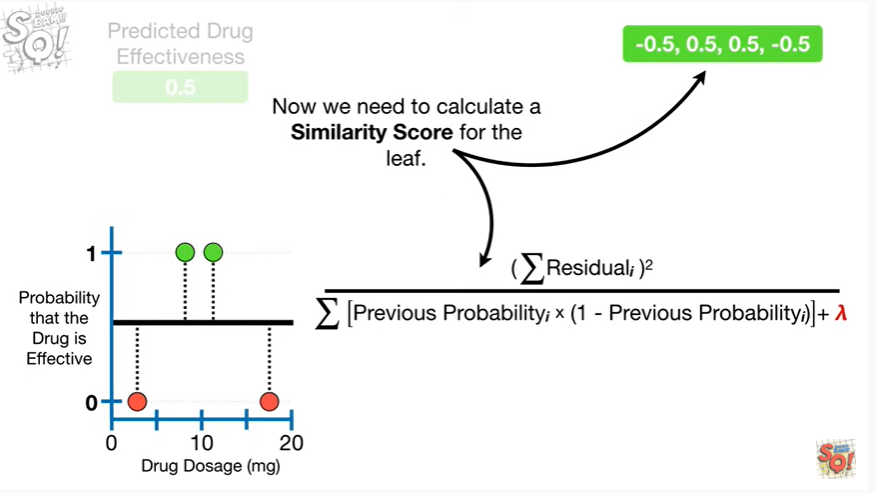 Predicted Drug
Effectiveness
0.5
-0.5, 0.5, 0.5, -0.5
Now we need to calculate a
Similarity Score for the
leaf.
(∑Residualᵢ)²
∑ [Previous Probabilityᵢ x (1 - Previous Probabilityᵢ)]+ λ
1
Probability
that the
Drug is
Effective
0
0 10 20
Drug Dosage (mg)
SQ!